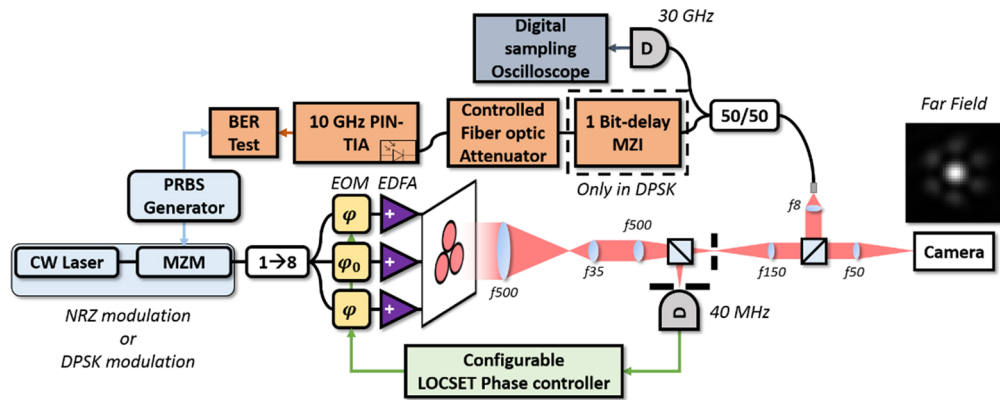 30 GHz
Digital
sampling
Oscilloscope
D
Far Field
BER
Test
10 GHz PIN-
TIA
Controlled
Fiber optic
Attenuator
1 Bit-delay
MZI
50/50
Only in DPSK
PRBS
Generator
EOM
EDFA
φ
+
f8
CW Laser
MZM
1→8
φ0
+
f500
f500
f35
f150
f50
Camera
φ
+
D
40 MHz
NRZ modulation
or
DPSK modulation
Configurable
LOCSET Phase controller